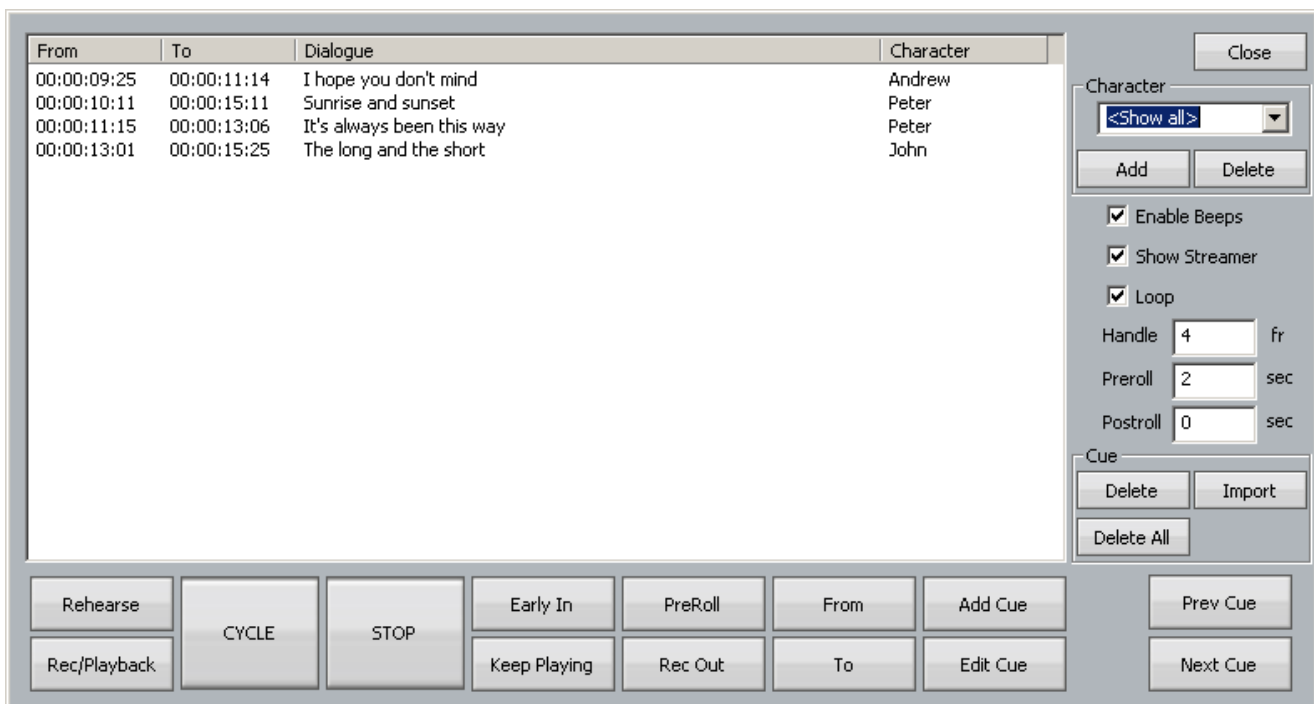 From To Dialogue Character
00:00:09:25 00:00:11:14 I hope you don't mind Andrew
00:00:10:11 00:00:15:11 Sunrise and sunset Peter
00:00:11:15 00:00:13:06 It's always been this way Peter
00:00:13:01 00:00:15:25 The long and the short John
Close
Character
<Show all>
Add Delete
Enable Beeps
Show Streamer
Loop
Handle 4 fr
Preroll 2 sec
Postroll 0 sec
Cue
Delete Import
Delete All
Rehearse CYCLE STOP Early In PreRoll From Add Cue Prev Cue
Rec/Playback Keep Playing Rec Out To Edit Cue Next Cue